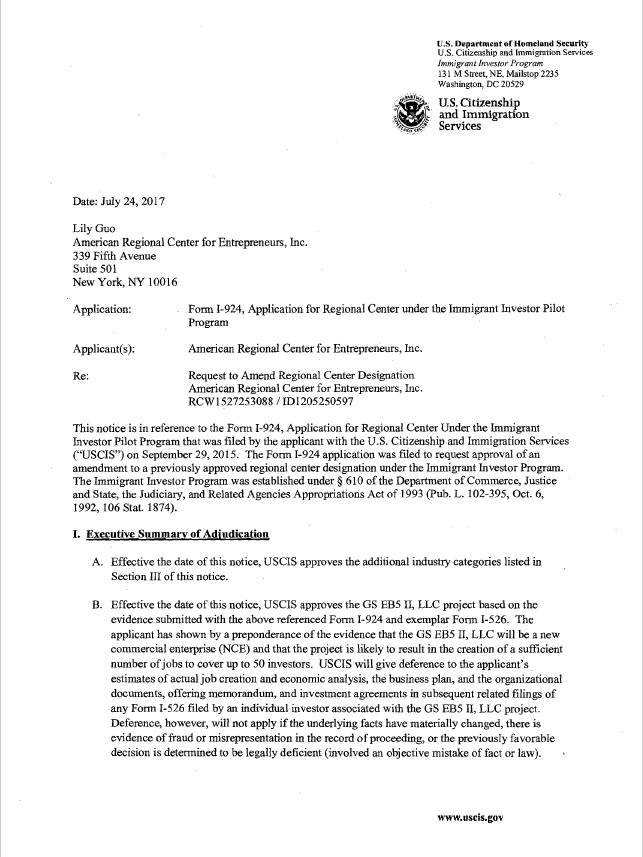 U.S. Department of Homeland Security
U.S. Citizenship and Immigration Services
Immigrant Investor Program
131 M Street, NE, Mailstop 2235
Washington, DC 20529
U.S. Citizenship
and Immigration
Services
Date: July 24, 2017
Lily Guo
American Regional Center for Entrepreneurs, Inc.
339 Fifth Avenue
Suite 501
New York, NY 10016
Application: Form I-924, Application for Regional Center under the Immigrant Investor Pilot
Program
Applicant(s): American Regional Center for Entrepreneurs, Inc.
Re: Request to Amend Regional Center Designation
American Regional Center for Entrepreneurs, Inc.
RCW1527253088 / ID1205250597
This notice is in reference to the Form I-924, Application for Regional Center Under the Immigrant
Investor Pilot Program that was filed by the applicant with the U.S. Citizenship and Immigration Services
(“USCIS”) on September 29, 2015. The Form I-924 application was filed to request approval of an
amendment to a previously approved regional center designation under the Immigrant Investor Program.
The Immigrant Investor Program was established under § 610 of the Department of Commerce, Justice
and State, the Judiciary, and Related Agencies Appropriations Act of 1993 (Pub. L. 102-395, Oct. 6,
1992, 106 Stat. 1874).
I. Executive Summary of Adjudication
A. Effective the date of this notice, USCIS approves the additional industry categories listed in
Section III of this notice.
B. Effective the date of this notice, USCIS approves the GS EB5 II, LLC project based on the
evidence submitted with the above referenced Form I-924 and exemplar Form I-526. The
applicant has shown by a preponderance of the evidence that the GS EB5 II, LLC will be a new
commercial enterprise (NCE) and that the project is likely to result in the creation of a sufficient
number of jobs to cover up to 50 investors. USCIS will give deference to the applicant’s
estimates of actual job creation and economic analysis, the business plan, and the organizational
documents, offering memorandum, and investment agreements in subsequent related filings of
any Form I-526 filed by an individual investor associated with the GS EB5 II, LLC project.
Deference, however, will not apply if the underlying facts have materially changed, there is
evidence of fraud or misrepresentation in the record of proceeding, or the previously favorable
decision is determined to be legally deficient (involved an objective mistake of fact or law).
www.uscis.gov